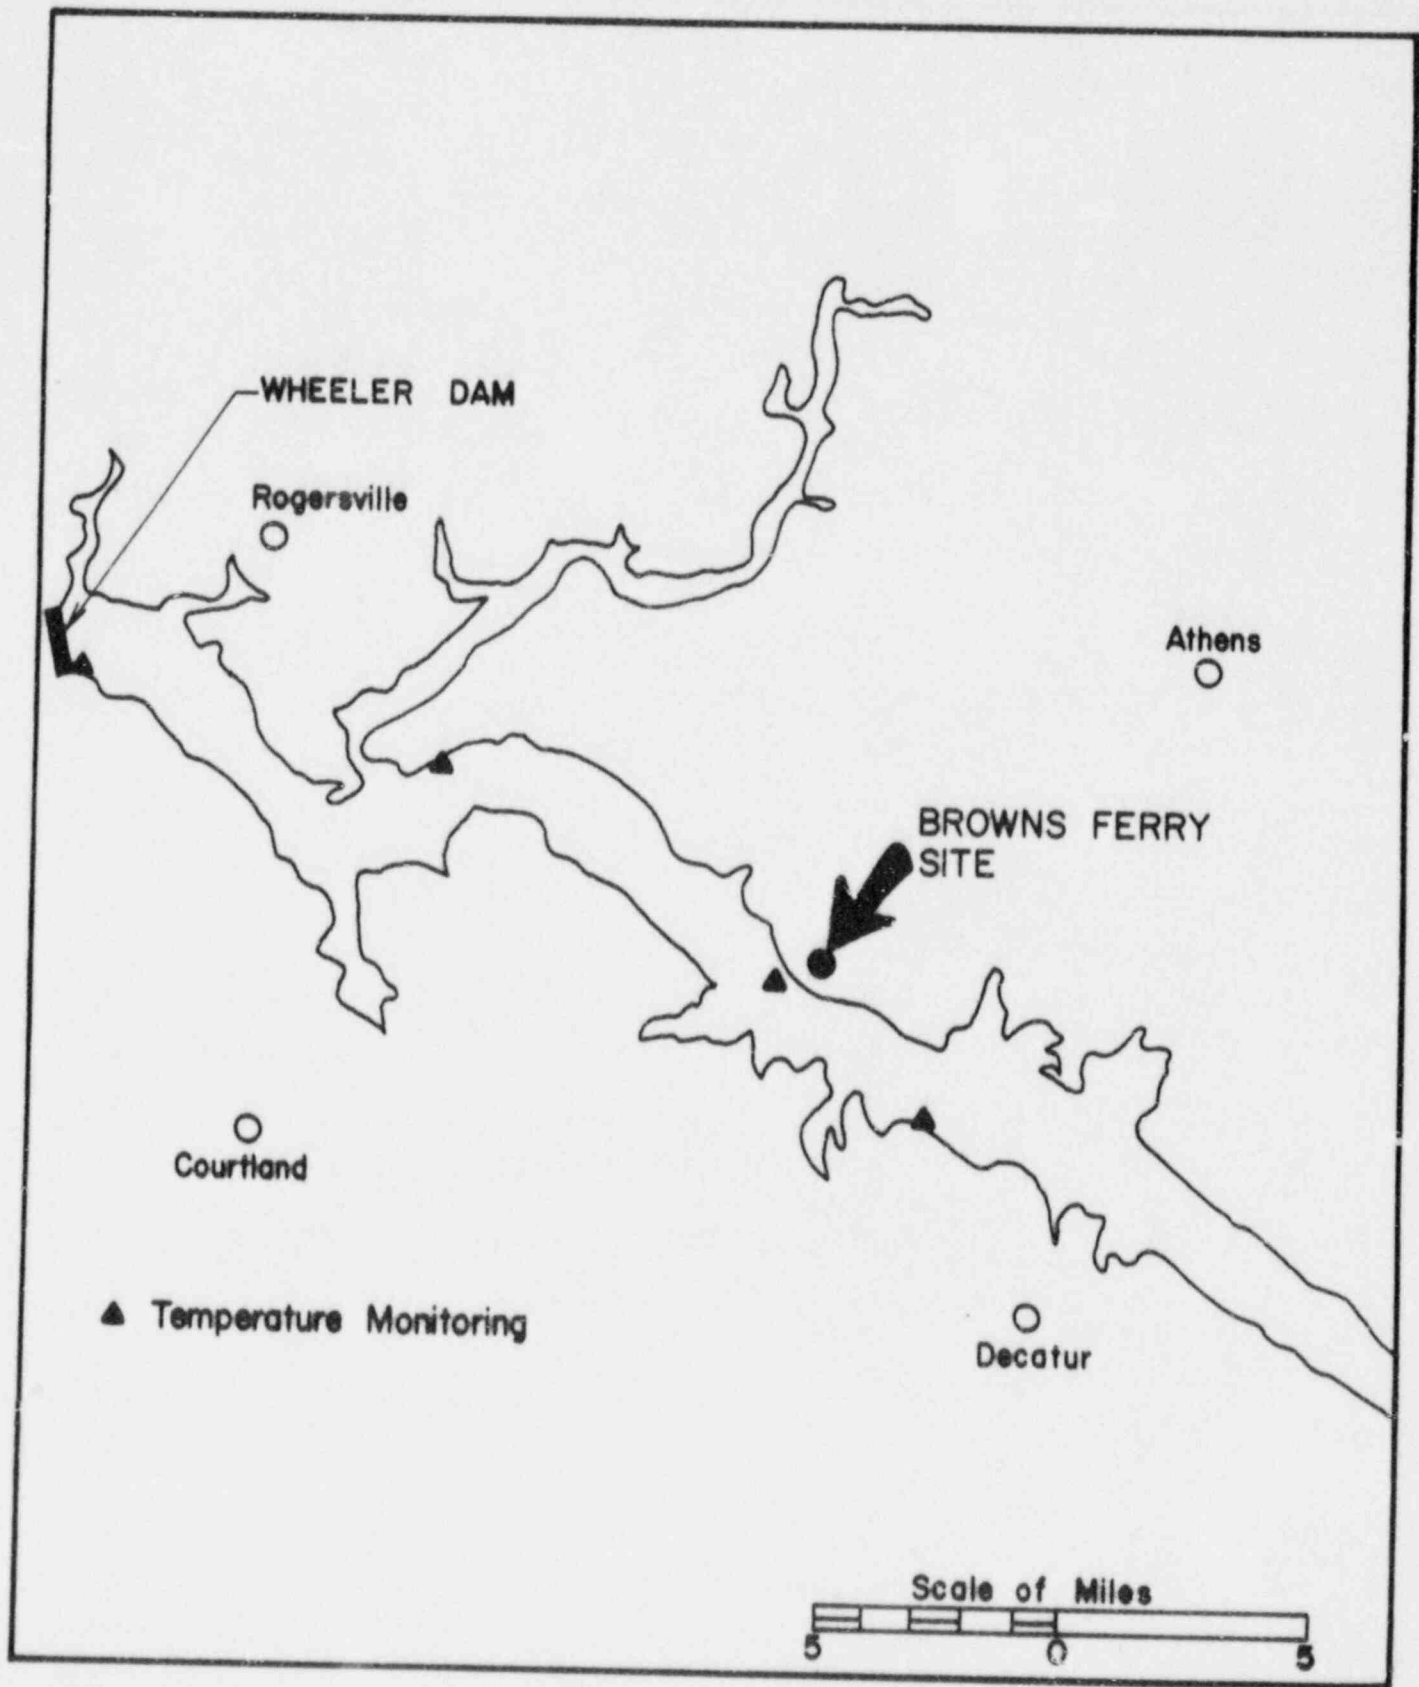 WHEELER DAM
Rogersville
Athens
BROWNS FERRY
SITE
Courtland
Temperature Monitoring
Decatur
Scale of Miles
5 0 5